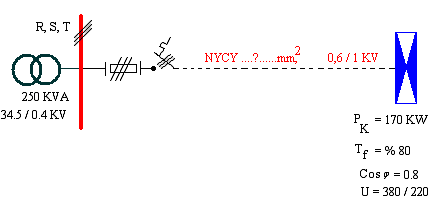 R, S, T
NYCY ....?......mm,2 0,6 / 1 KV
250 KVA
34.5 / 0.4 KV
PK = 170 KW
Tf = % 80
Cos φ = 0.8
U = 380 / 220